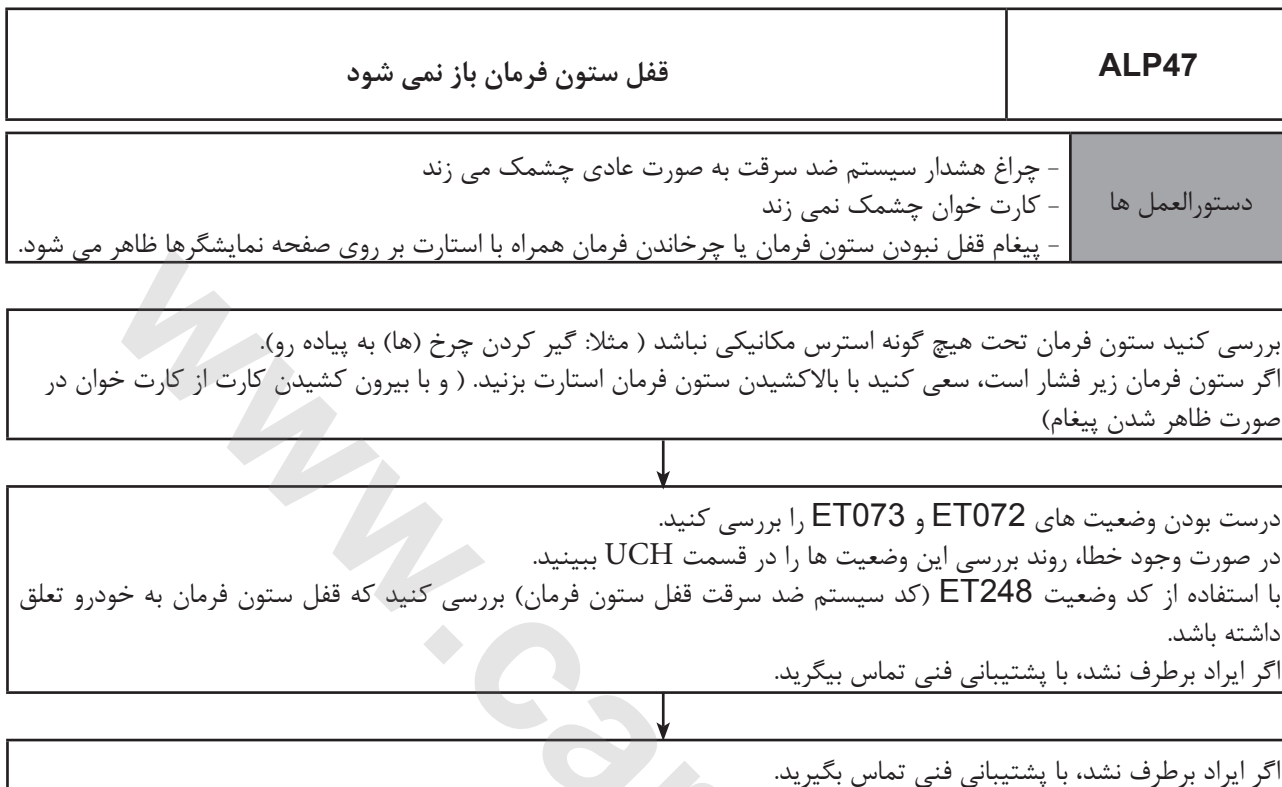 ALP47
قفل ستون فرمان باز نمی شود
دستورالعمل ها
- چراغ هشدار سیستم ضد سرقت به صورت عادی چشمک می زند
- کارت خوان چشمک نمی زند
- پیغام قفل نبودن ستون فرمان یا چرخاندن فرمان همراه با استارت بر روی صفحه نمایشگرها ظاهر می شود.
بررسی کنید ستون فرمان تحت هیچ گونه استرس مکانیکی نباشد ( مثلا: گیر کردن چرخ (ها) به پیاده رو).
اگر ستون فرمان زیر فشار است، سعی کنید با بالاکشیدن ستون فرمان استارت بزنید. ( و با بیرون کشیدن کارت از کارت خوان در
صورت ظاهر شدن پیغام)
درست بودن وضعیت های ET072 و ET073 را بررسی کنید.
در صورت وجود خطا، روند بررسی این وضعیت ها را در قسمت UCH ببینید.
با استفاده از کد وضعیت ET248 (کد سیستم ضد سرقت قفل ستون فرمان) بررسی کنید که قفل ستون فرمان به خودرو تعلق
داشته باشد.
اگر ایراد برطرف نشد، با پشتیبانی فنی تماس بیگرید.
اگر ایراد برطرف نشد، با پشتیبانی فنی تماس بگیرید.
www.car